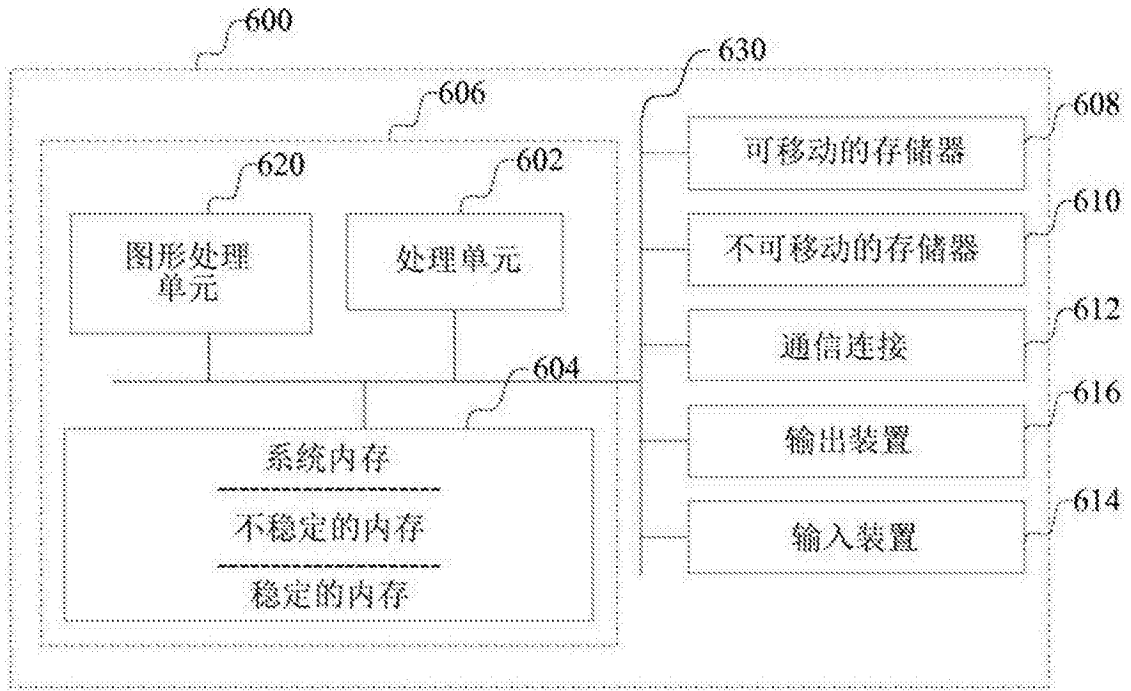 600
630
606
608
可移动的存储器
620
602
610
图形处理
单元
处理单元
不可移动的存储器
612
通信连接
604
616
系统内存
输出装置
不稳定的内存
614
输入装置
稳定的内存